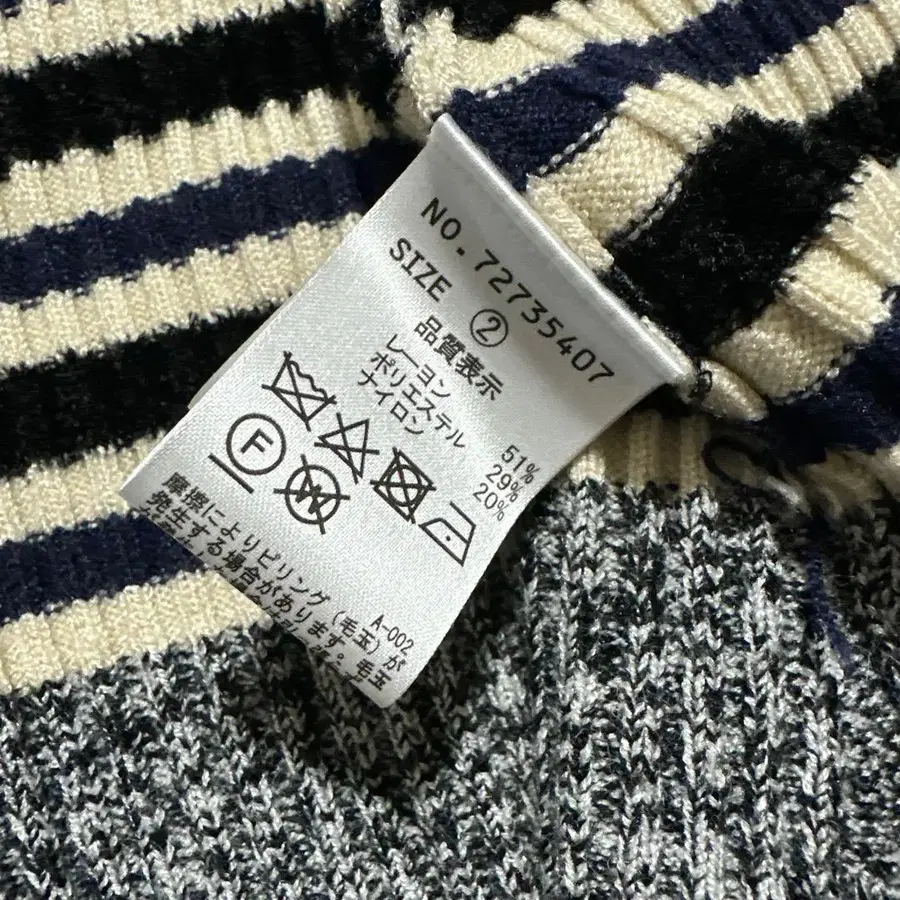 NO.72735407
SIZE ②
品質表示
レーヨン 51%
ポリエステル 29%
ナイロン 20%
F
W
A-002
摩擦によりピリング(毛玉)が
発生する場合があります。毛玉